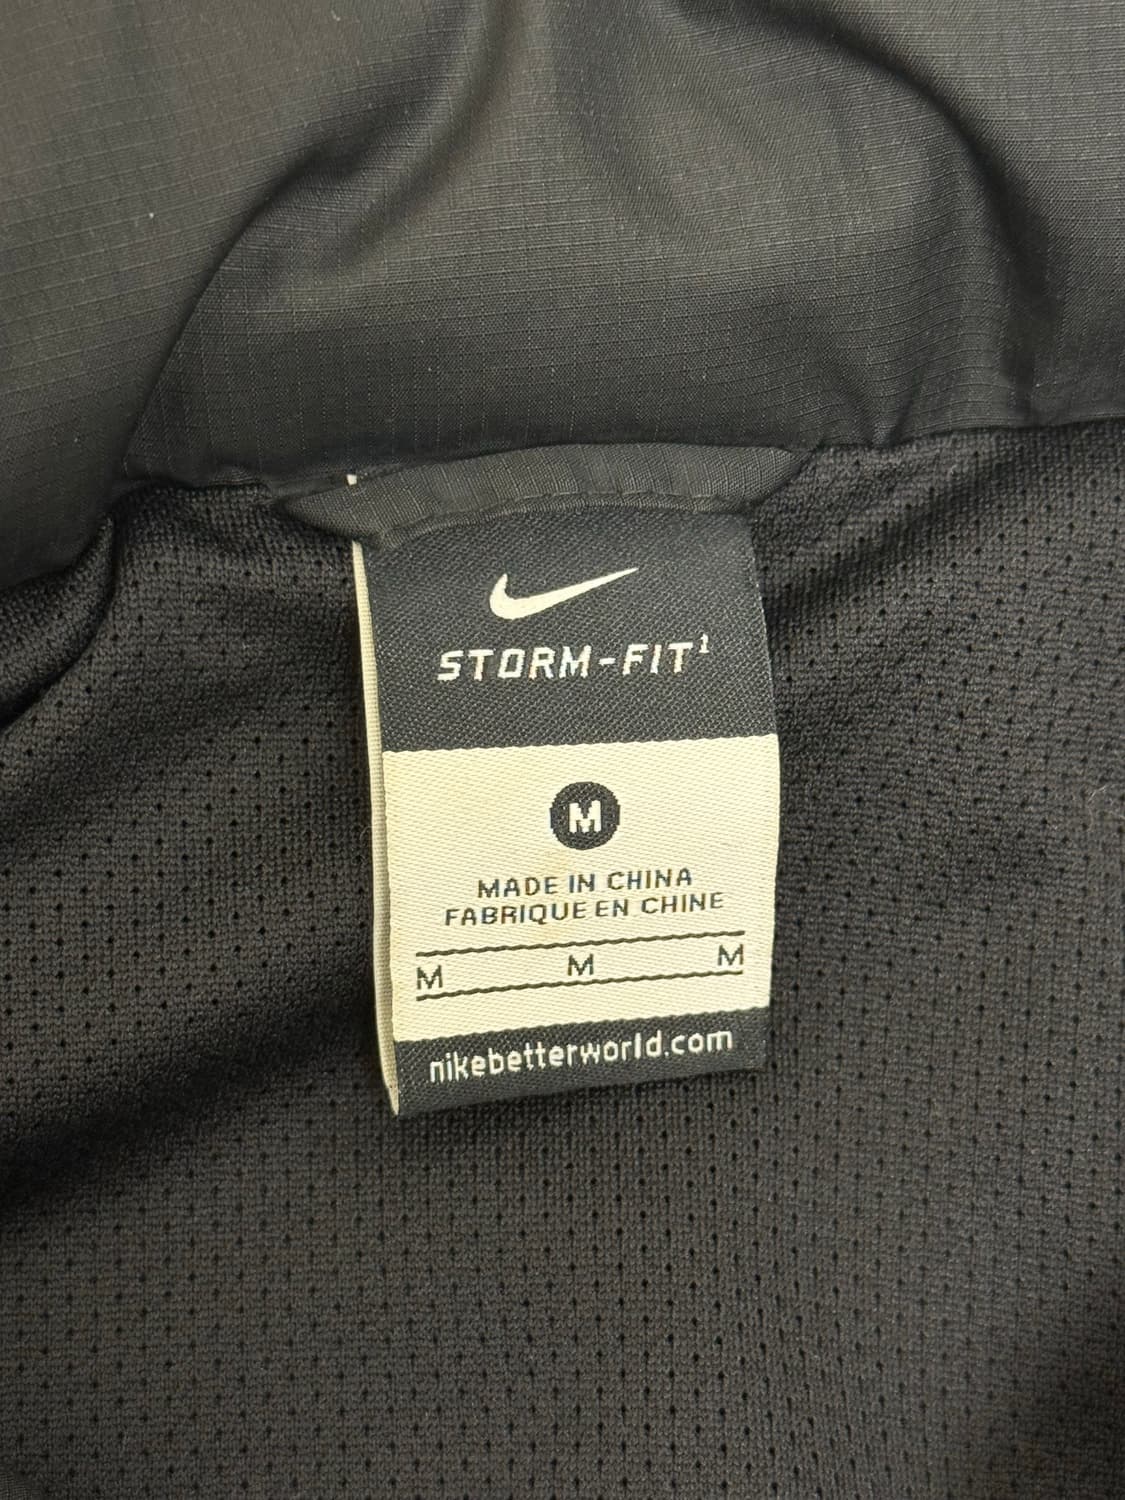 STORM-FIT¹
M
MADE IN CHINA
FABRIQUE EN CHINE
M M M
nikebetterworld.com